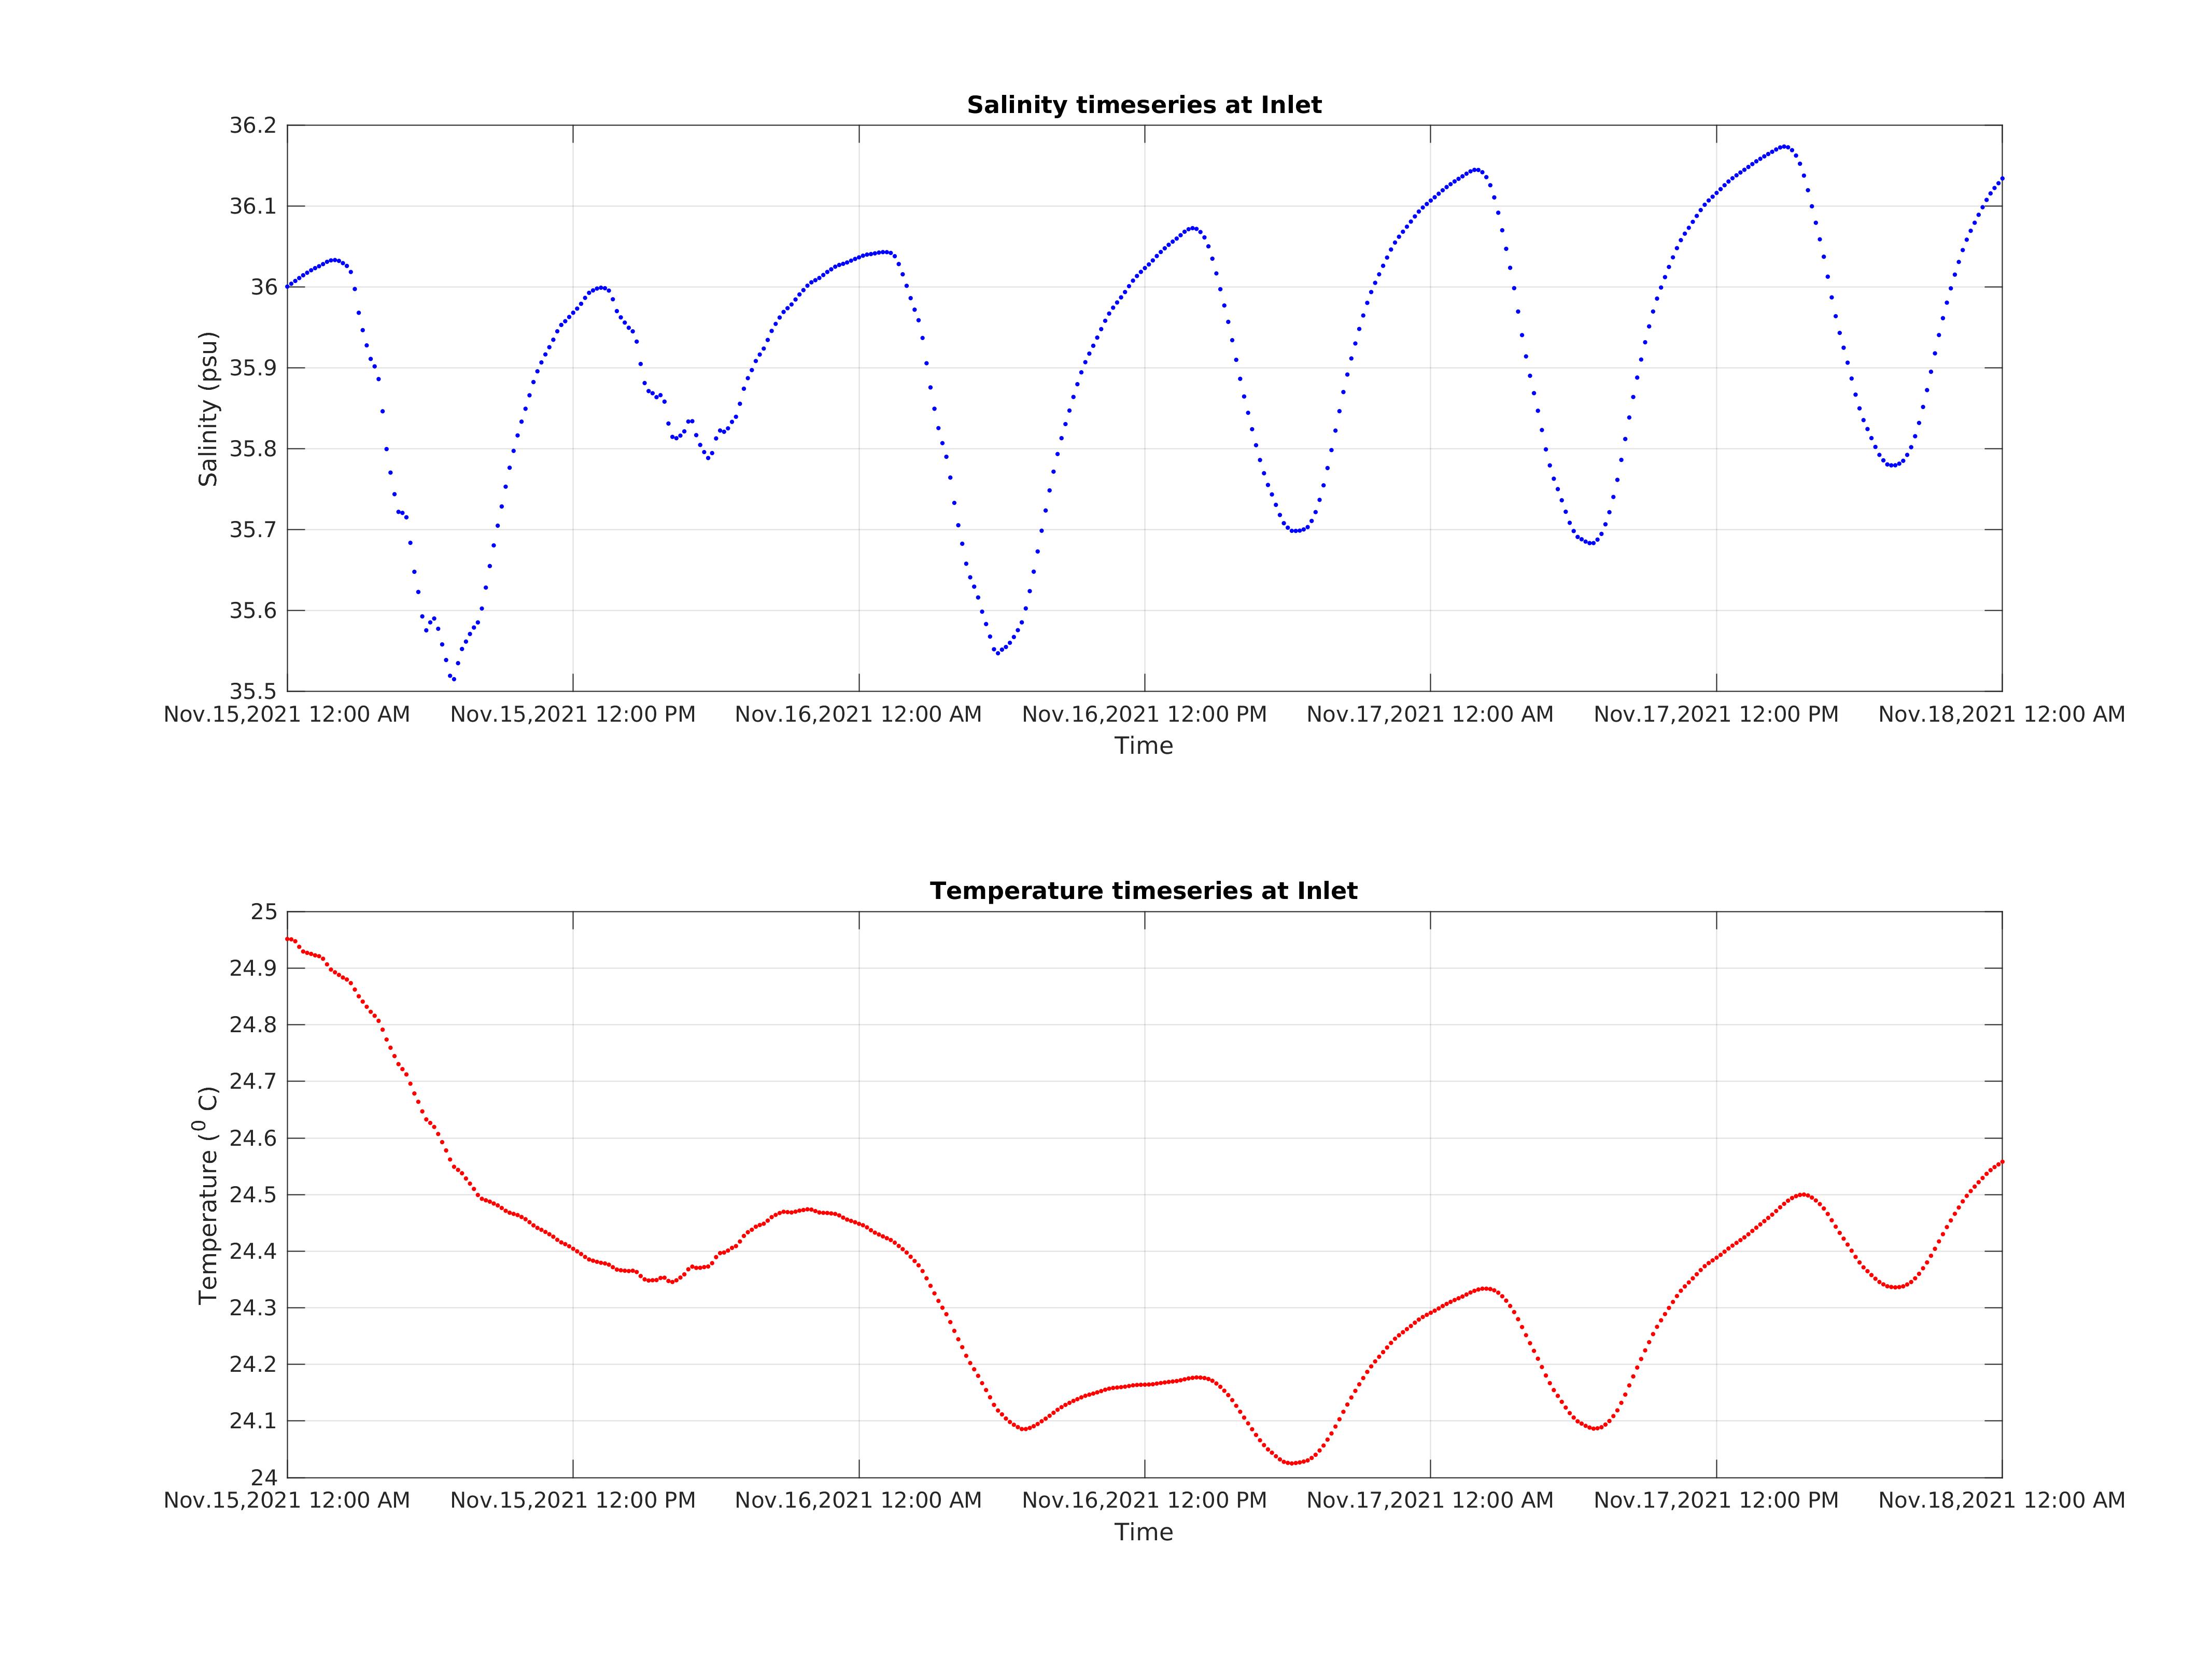 Salinity timeseries at Inlet
36.2
36.1
36
35.9
35.8
35.7
35.6
35.5
Salinity (psu)
Nov.15,2021 12:00 AM Nov.15,2021 12:00 PM Nov.16,2021 12:00 AM Nov.16,2021 12:00 PM Nov.17,2021 12:00 AM Nov.17,2021 12:00 PM Nov.18,2021 12:00 AM
Time
Temperature timeseries at Inlet
25
24.9
24.8
24.7
24.6
24.5
24.4
24.3
24.2
24.1
24
Temperature (⁰ C)
Nov.15,2021 12:00 AM Nov.15,2021 12:00 PM Nov.16,2021 12:00 AM Nov.16,2021 12:00 PM Nov.17,2021 12:00 AM Nov.17,2021 12:00 PM Nov.18,2021 12:00 AM
Time